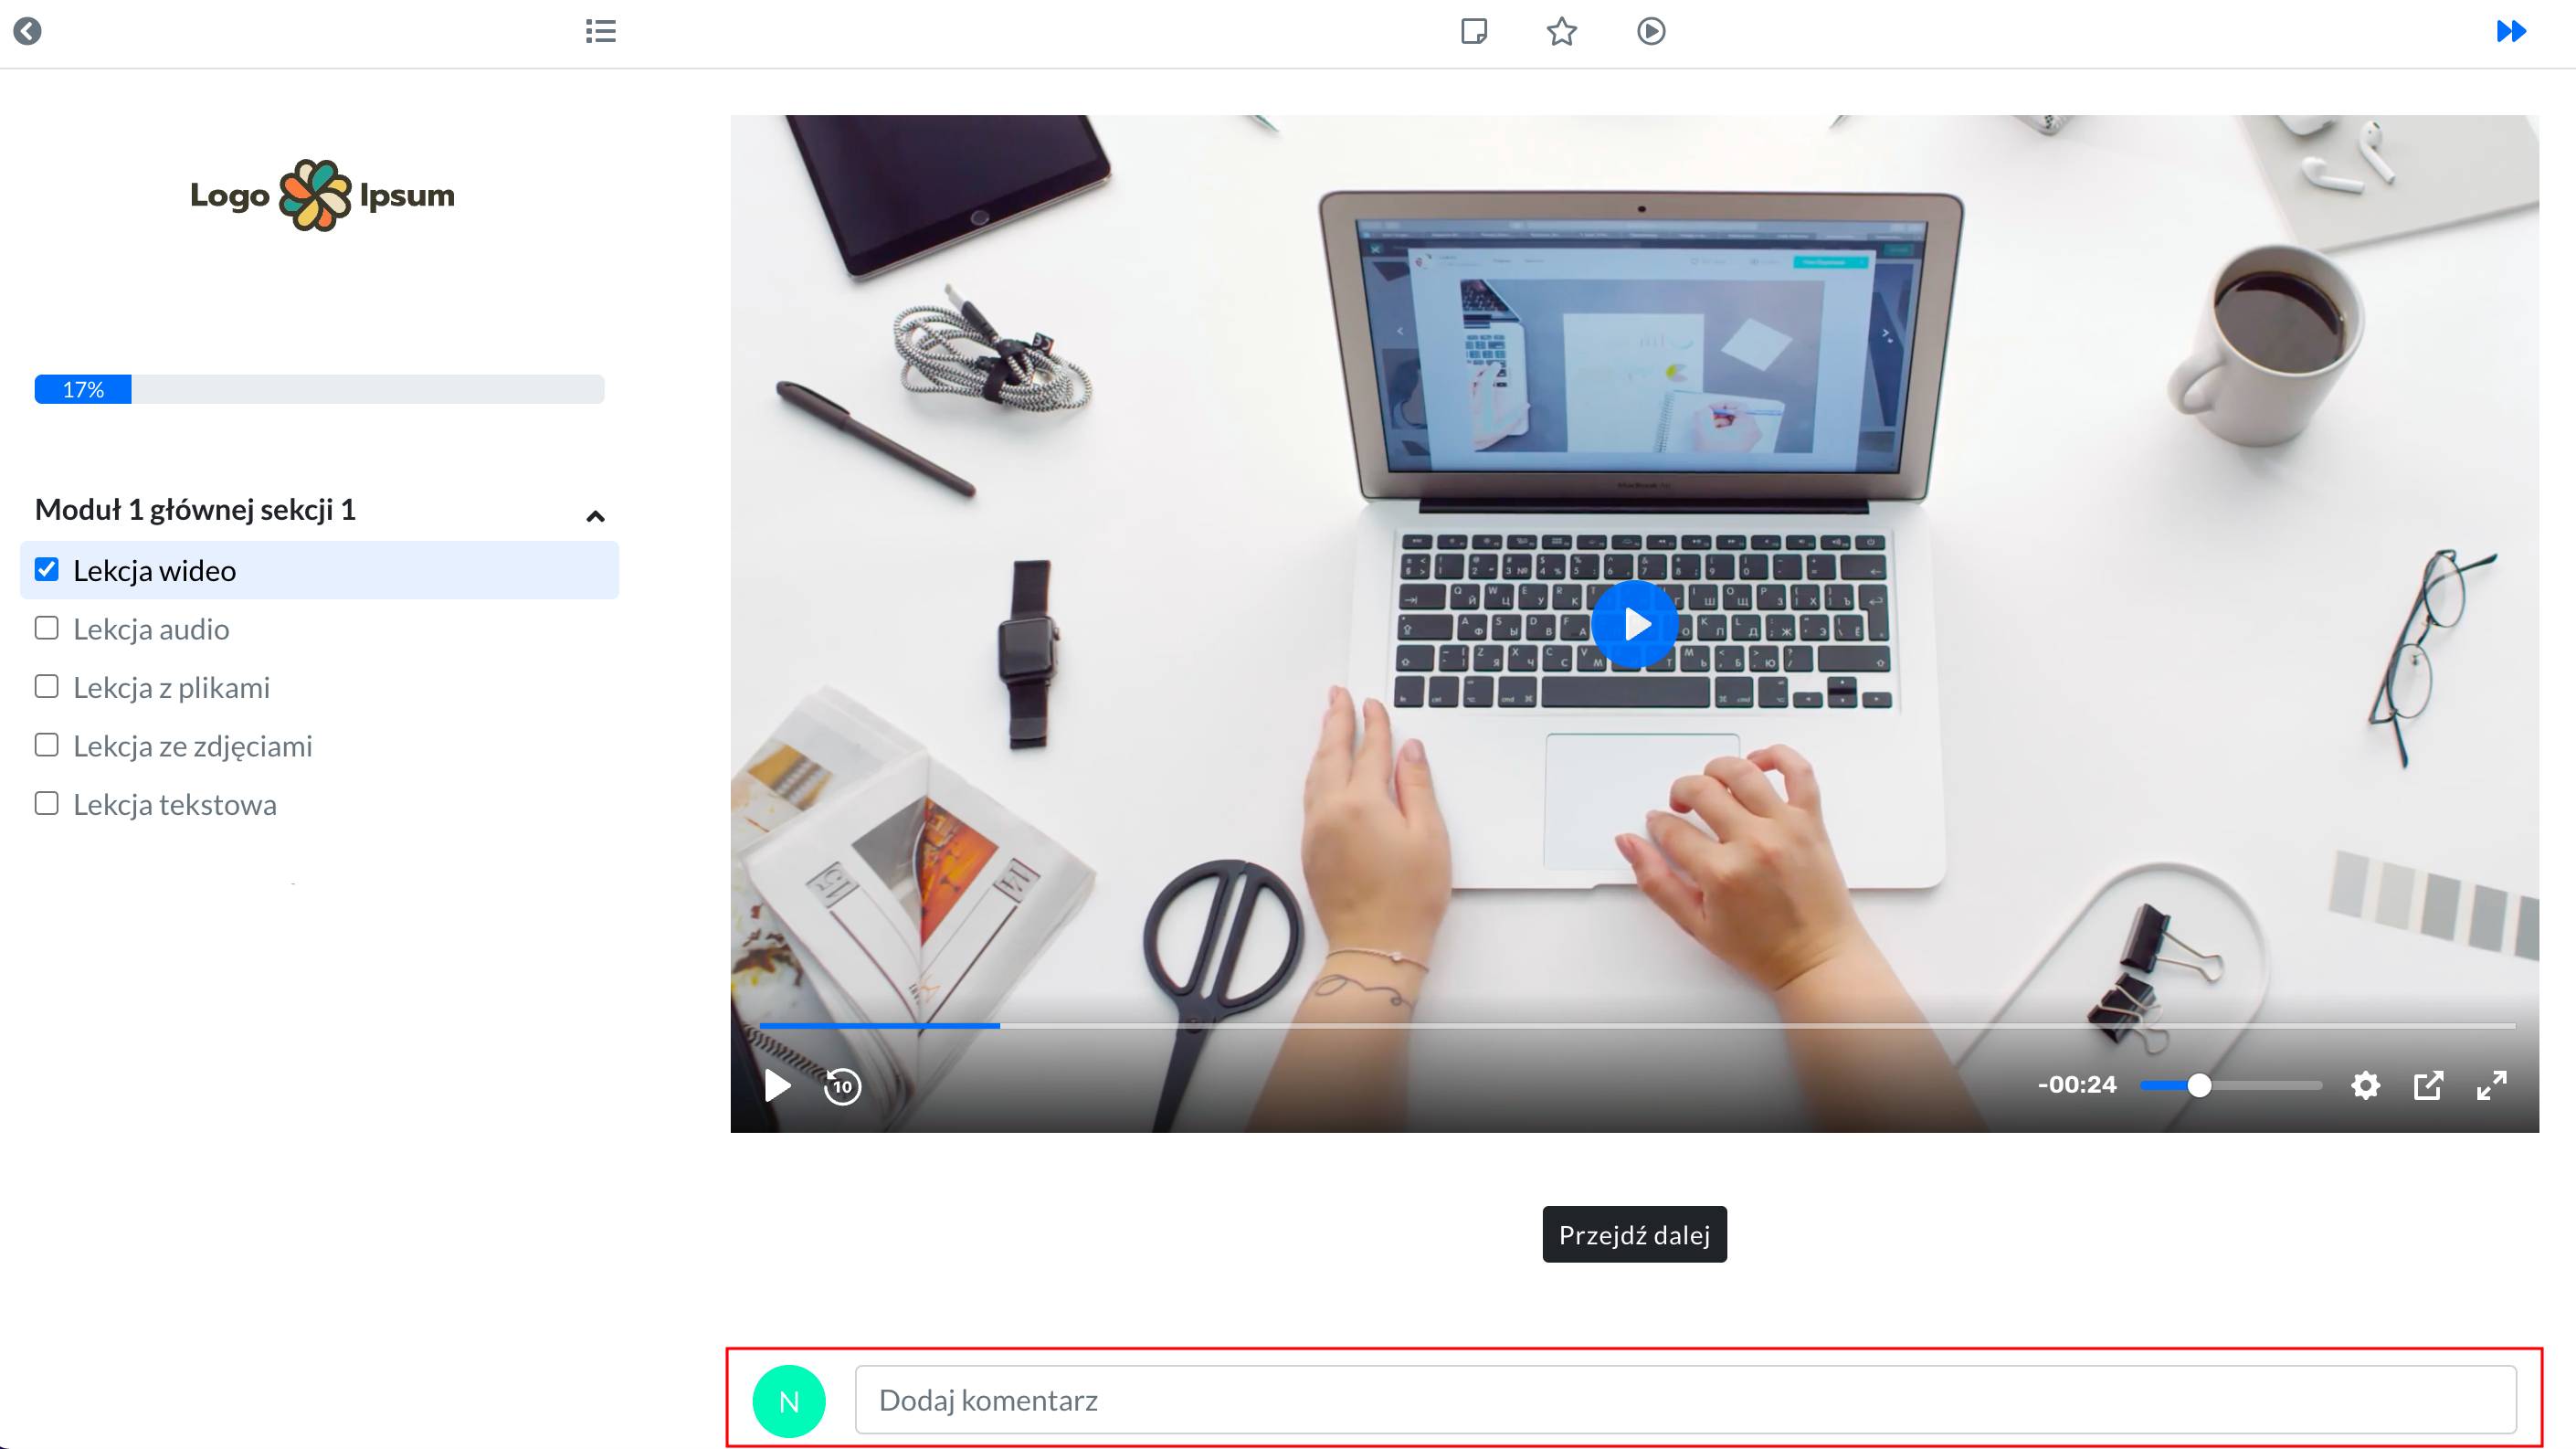 Logo Ipsum
17%
Moduł 1 głównej sekcji 1
Lekcja wideo
Lekcja audio
Lekcja z plikami
Lekcja ze zdjęciami
Lekcja tekstowa
10
-00:24
Przejdź dalej
N
Dodaj komentarz